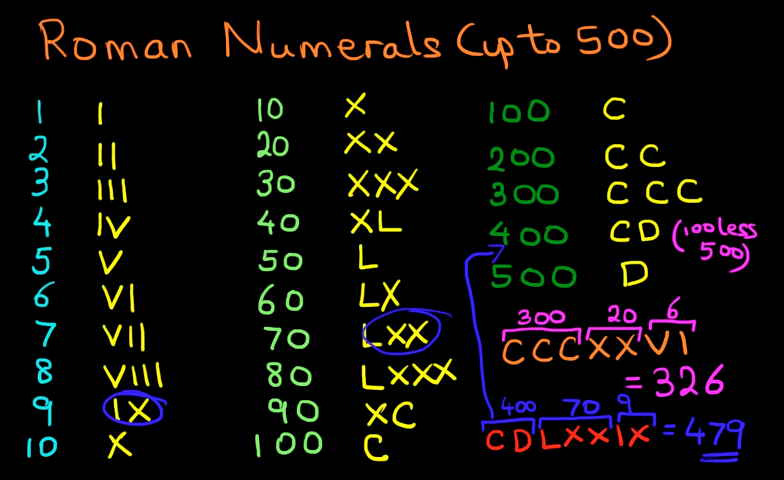 Roman Numerals (up to 500)
1 I 10 X 100 C
2 II 20 XX 200 CC
3 III 30 XXX 300 CCC
4 IV 40 XL 400 CD (100 less 500)
5 V 50 L 500 D
6 VI 60 LX
7 VII 70 LXX
8 VIII 80 LXXX
9 IX 90 XC
10 X 100 C
300 20 6
CCCXXVI
= 326
400 70 9
CDLXXIX = 479